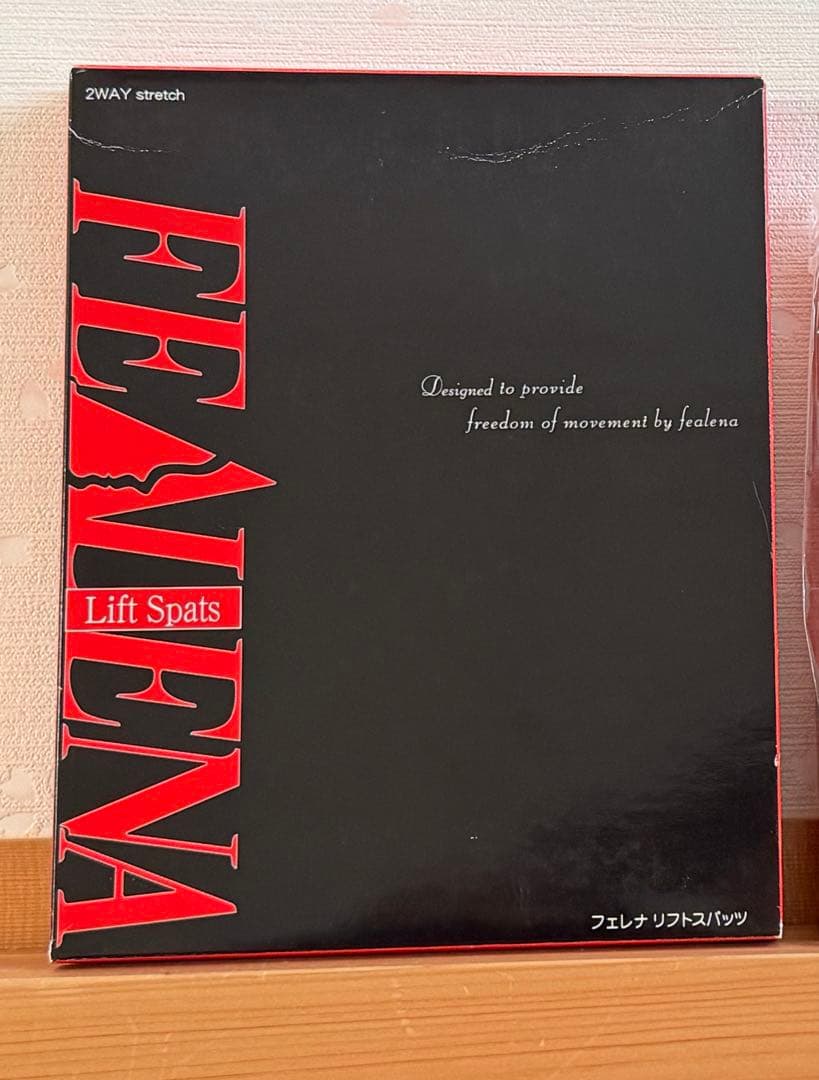 2WAY stretch
FEALENA
Lift Spats
Designed to provide
freedom of movement by fealena
フェレナ リフトスパッツ